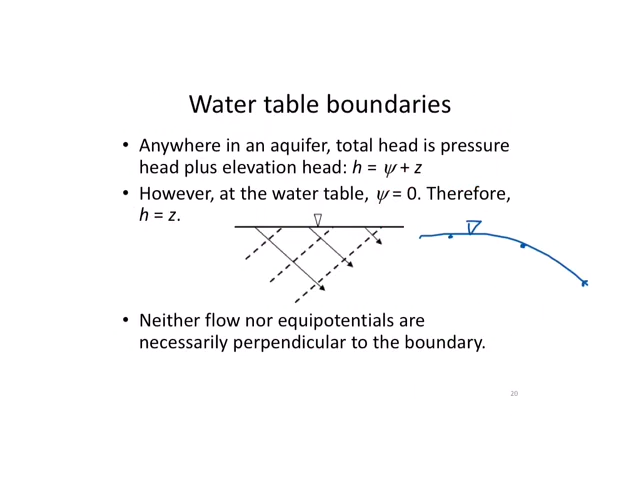 Water table boundaries
• Anywhere in an aquifer, total head is pressure
head plus elevation head: h = ψ + z
• However, at the water table, ψ = 0. Therefore,
h = z.
• Neither flow nor equipotentials are
necessarily perpendicular to the boundary.
20